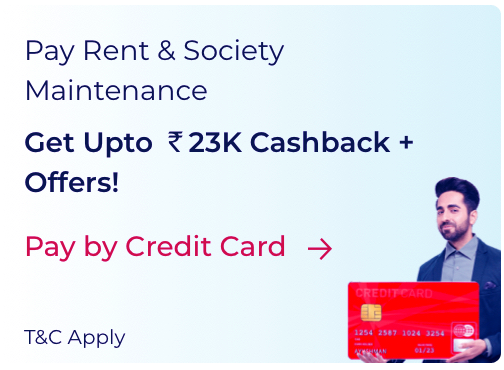 Pay Rent & Society
Maintenance
Get Upto ₹23K Cashback +
Offers!
Pay by Credit Card →
CREDIT CARD
1254 2587 1024 3254
01/23
T&C Apply